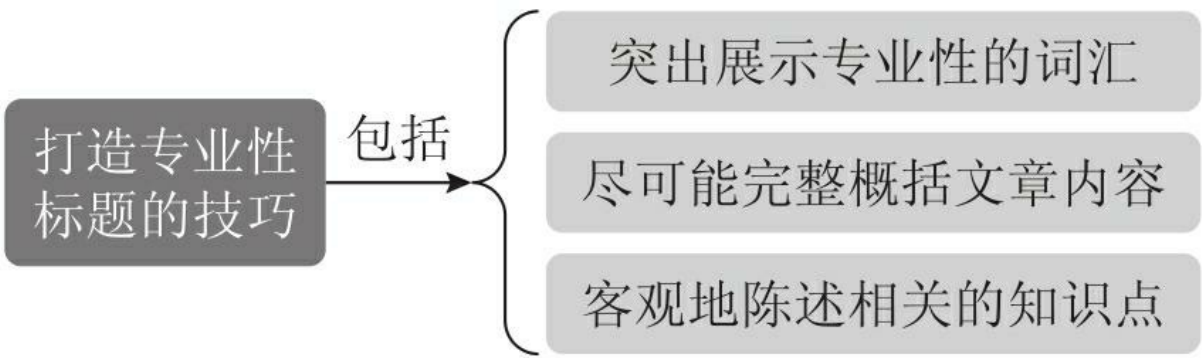 打造专业性
标题的技巧
包括
突出展示专业性的词汇
尽可能完整概括文章内容
客观地陈述相关的知识点